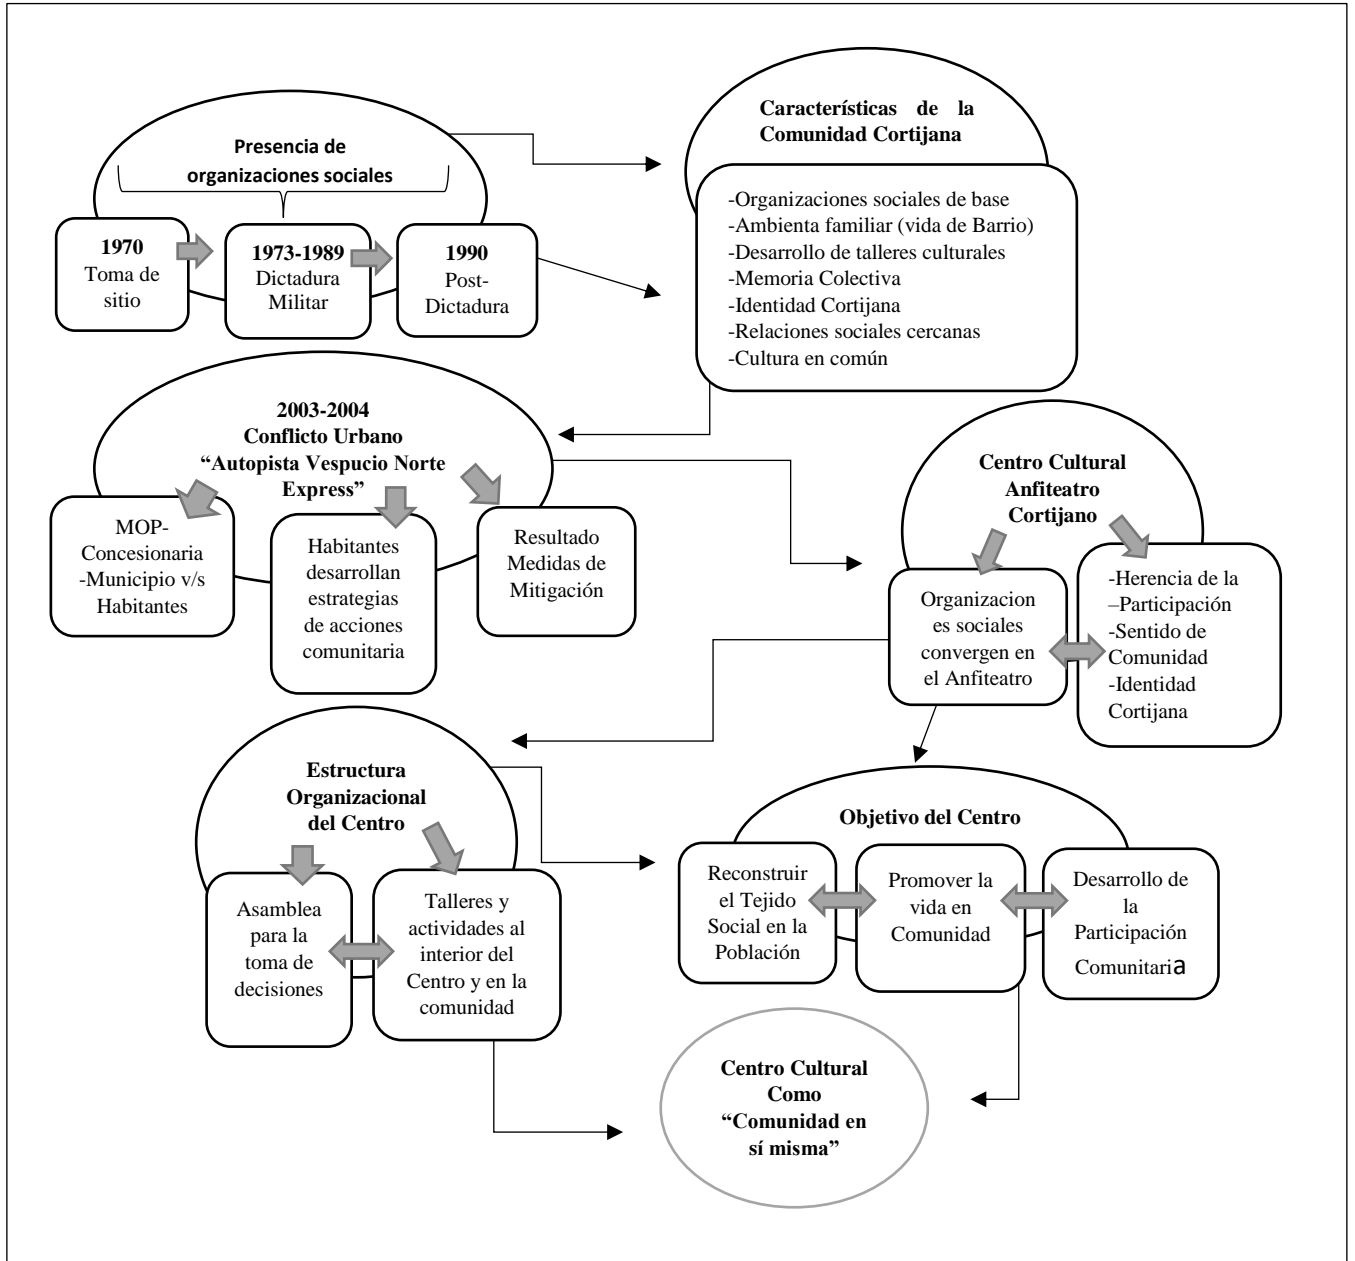 Presencia de
organizaciones sociales
1970
Toma de
sitio
1973-1989
Dictadura
Militar
1990
Post-
Dictadura
Característicias de la
Comunidad Cortijana
-Organizaciones sociales de base
-Ambienta familiar (vida de Barrio)
-Desarrollo de talleres culturales
-Memoria Colectiva
-Identidad Cortijana
-Relaciones sociales cercanas
-Cultura en común
2003-2004
Conflicto Urbano
“Autopista Vespucio Norte
Express”
MOP-
Concesionaria
-Municipio v/s
Habitantes
Habitantes
desarrollan
estrategias
de acciones
comunitaria
Resultado
Medidas de
Mitigación
Centro Cultural
Anfiteatro
Cortijano
Organizacion
es sociales
convergen en
el Anfiteatro
-Herencia de la
–Participación
-Sentido de
Comunidad
-Identidad
Cortijana
Estructura
Organizacional
del Centro
Asamblea
para la
toma de
decisiones
Talleres y
actividades al
interior del
Centro y en la
comunidad
Objetivo del Centro
Reconstruir
el Tejido
Social en la
Población
Promover la
vida en
Comunidad
Desarrollo de
la
Participación
Comunitaria
Centro Cultural
Como
“Comunidad en
sí misma”